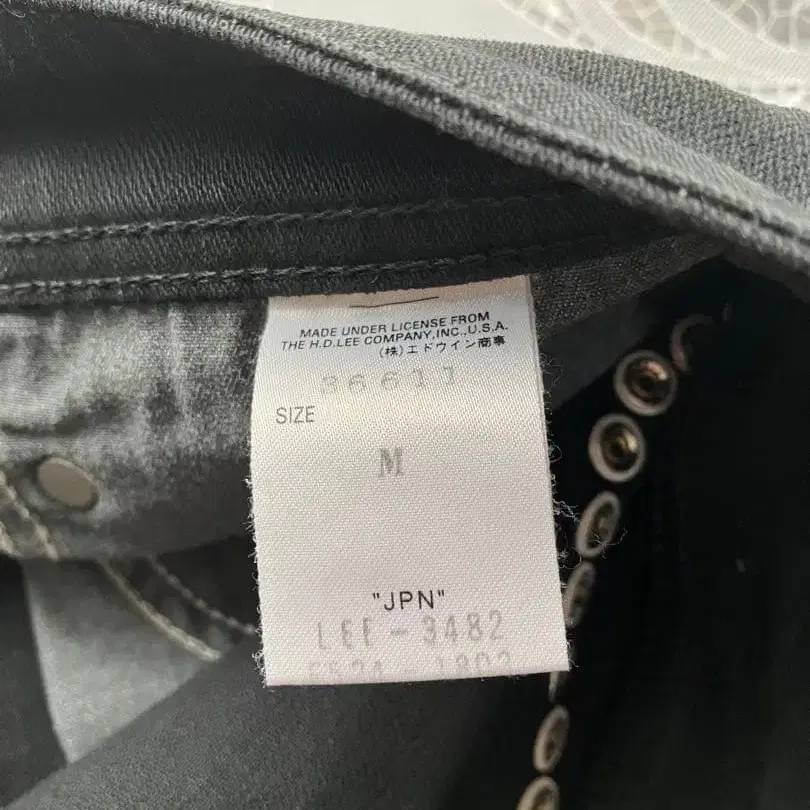 MADE UNDER LICENSE FROM
THE H.D.LEE COMPANY,INC.,U.S.A.
(株)エドウイン商事
36611
SIZE
M
"JPN"
LEE-3482